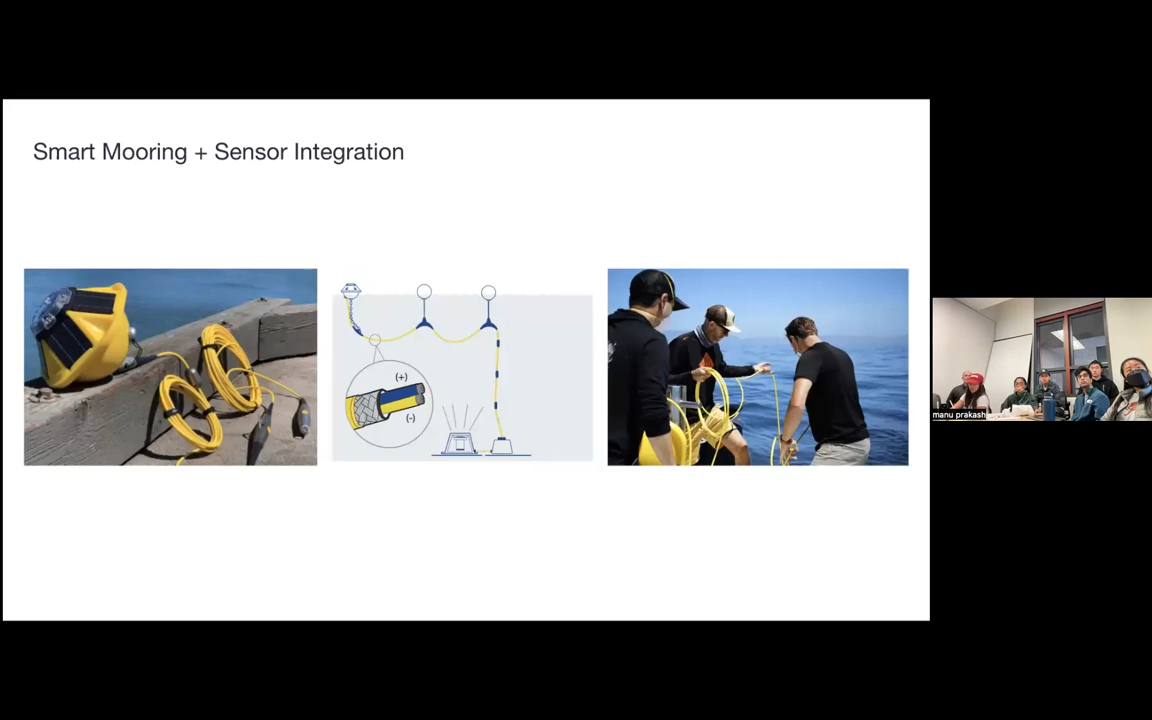 Smart Mooring + Sensor Integration
(+)
(-)
manu prakash